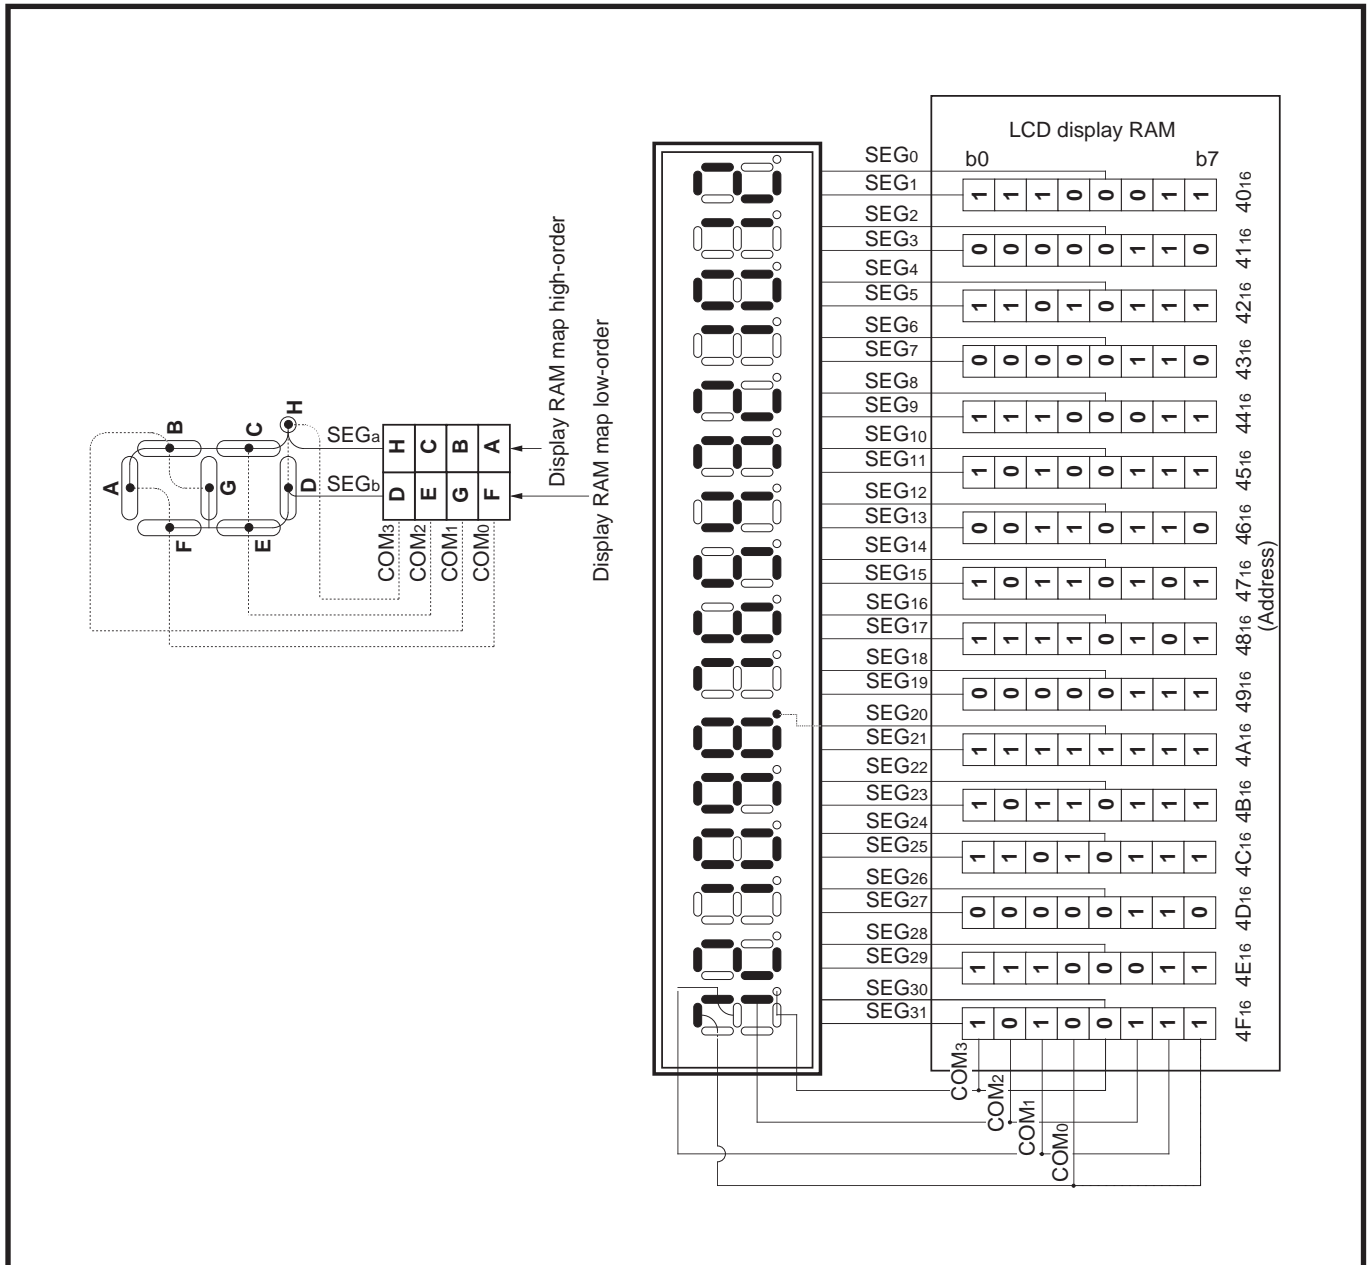 LCD display RAM
b0 b7
SEG0
SEG1
1 1 1 0 0 0 1 1 4016
SEG2
SEG3
0 0 0 0 0 1 1 0 4116
SEG4
SEG5
1 1 0 1 0 1 1 1 4216
SEG6
SEG7
0 0 0 0 0 1 1 0 4316
SEG8
SEG9
1 1 1 0 0 0 1 1 4416
SEG10
SEG11
1 0 1 0 0 1 1 1 4516
SEG12
SEG13
0 0 1 1 0 1 1 0 4616
SEG14
SEG15
1 0 1 1 0 1 0 1 4716
SEG16
SEG17
1 1 1 1 0 1 0 1 4816
SEG18
SEG19
0 0 0 0 0 1 1 1 4916
SEG20
SEG21
1 1 1 1 1 1 1 1 4A16
SEG22
SEG23
1 0 1 1 0 1 1 1 4B16
SEG24
SEG25
1 1 0 1 0 1 1 1 4C16
SEG26
SEG27
0 0 0 0 0 1 1 0 4D16
SEG28
SEG29
1 1 1 0 0 0 1 1 4E16
SEG30
SEG31
1 0 1 0 0 1 1 1 4F16
(Address)
COM3
COM2
COM1
COM0
Display RAM map high-order
Display RAM map low-order
A
B
C
H
G
D
F
E
SEGa
H C B A
SEGb
D E G F
COM3
COM2
COM1
COM0